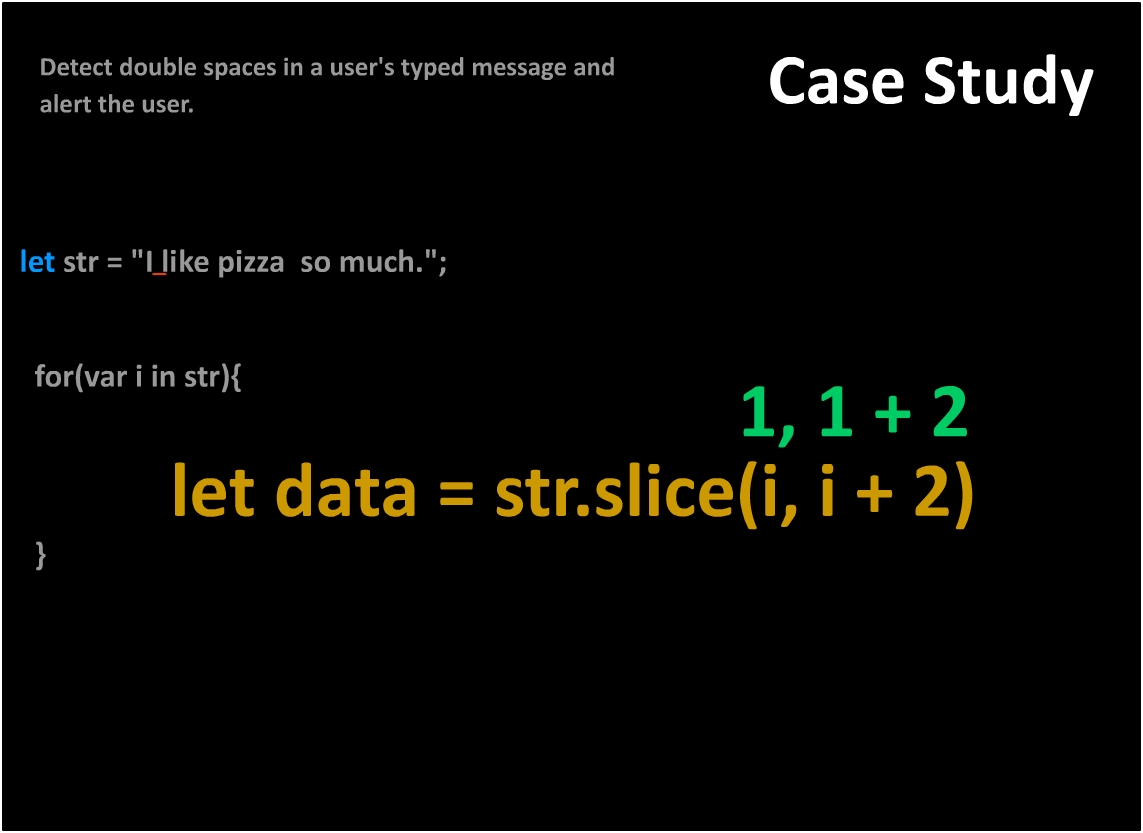 Detect double spaces in a user's typed message and
alert the user.
Case Study
let str = "I like pizza  so much.";
for(var i in str){
1, 1 + 2
let data = str.slice(i, i + 2)
}